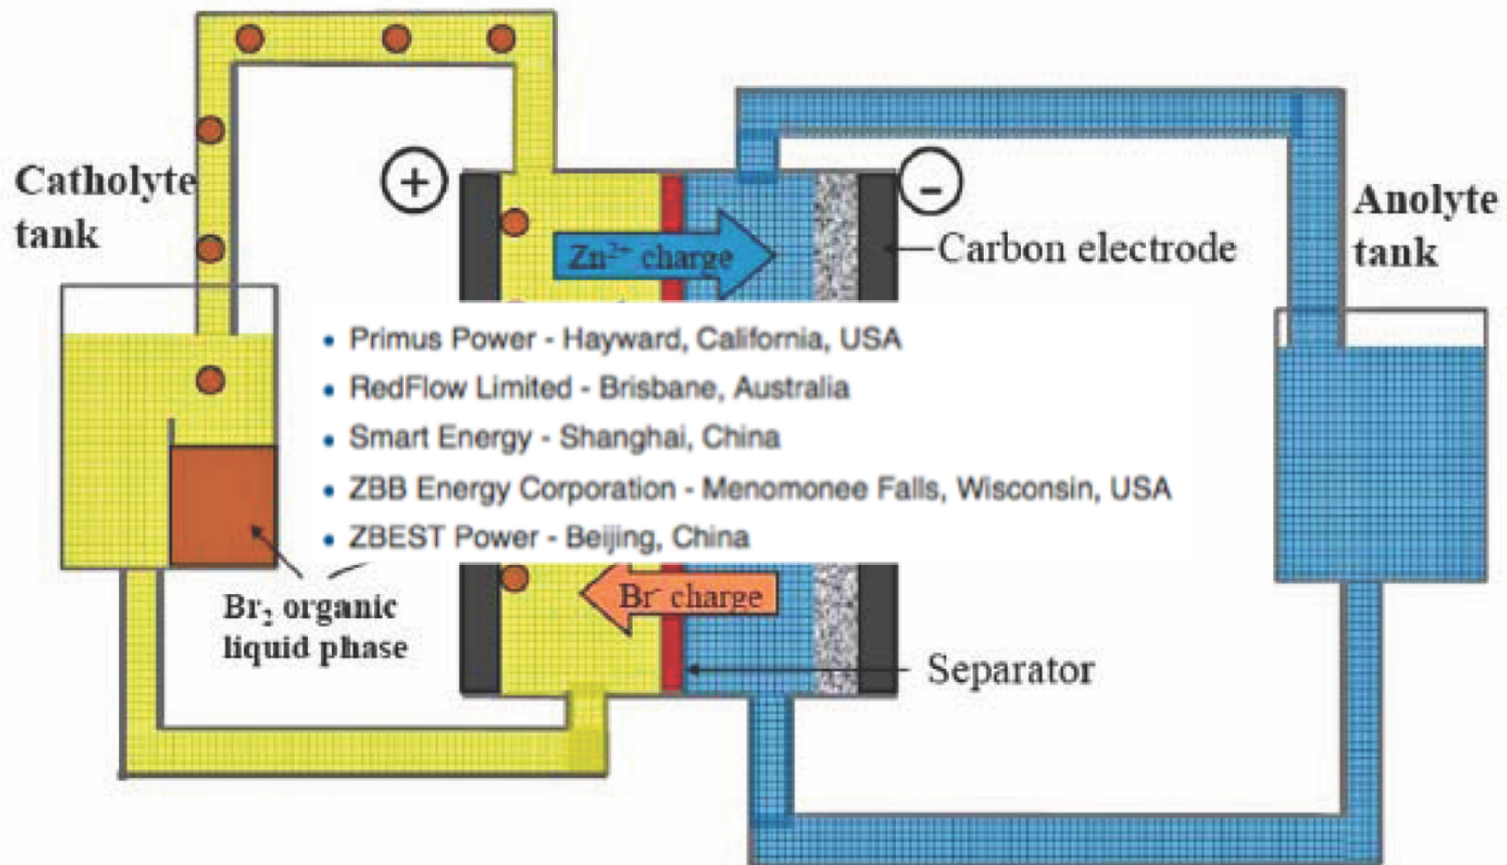 Catholyte
tank
+
-
Anolyte
tank
Zn²⁺ charge
Carbon electrode
• Primus Power - Hayward, California, USA
• RedFlow Limited - Brisbane, Australia
• Smart Energy - Shanghai, China
• ZBB Energy Corporation - Menomonee Falls, Wisconsin, USA
• ZBEST Power - Beijing, China
Br₂ organic
liquid phase
Br⁻ charge
Separator